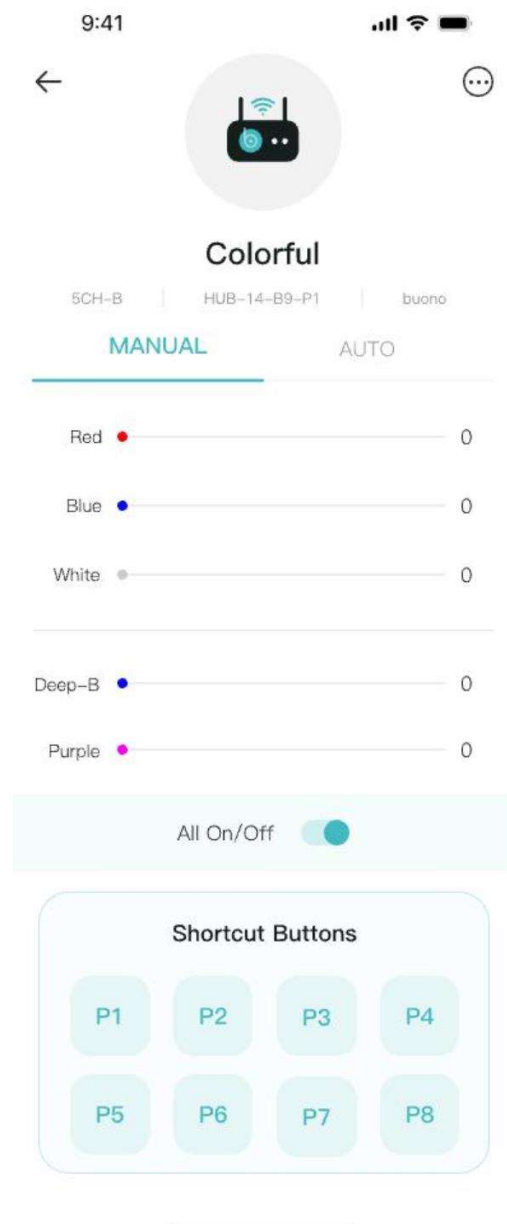 9:41
Colorful
5CH-B HUB-14-B9-P1 buono
MANUAL AUTO
Red 0
Blue 0
White 0
Deep-B 0
Purple 0
All On/Off
Shortcut Buttons
P1 P2 P3 P4
P5 P6 P7 P8